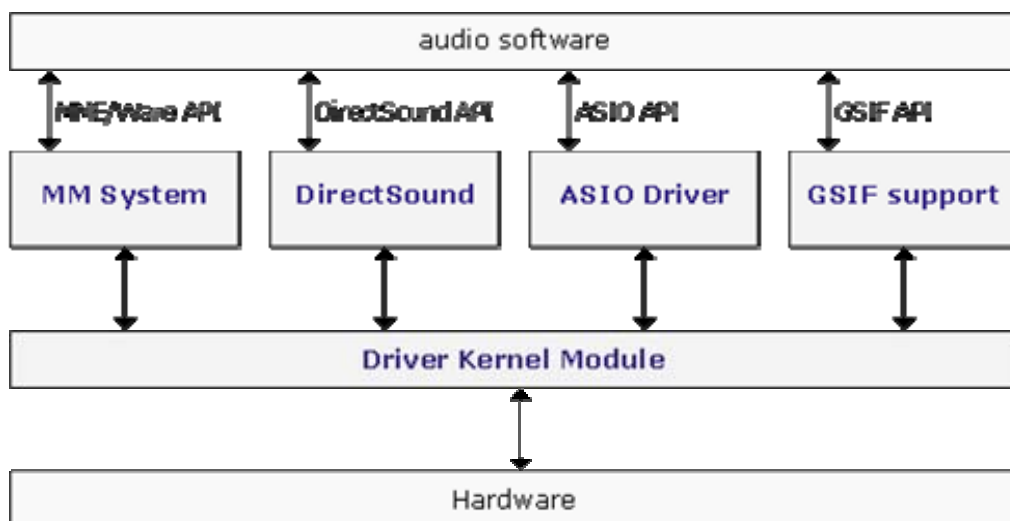 audio software
MME/Wave API
DirectSound API
ASIO API
GSIF API
MM System
DirectSound
ASIO Driver
GSIF support
Driver Kernel Module
Hardware